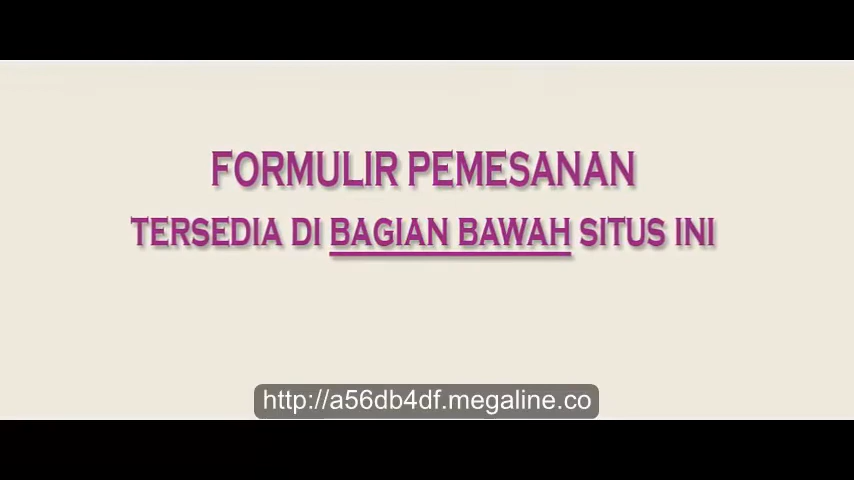 FORMULIR PEMESANAN
TERSEDIA DI BAGIAN BAWAH SITUS INI
http://a56db4df.megaline.co